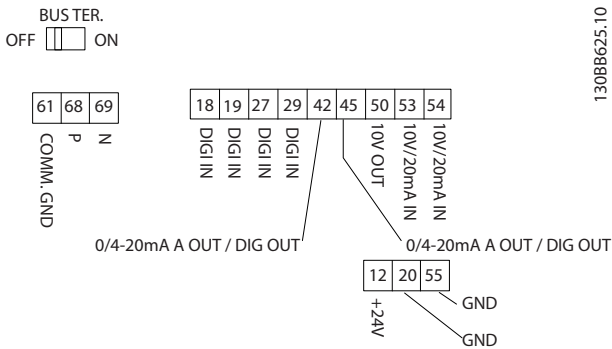 BUS TER.
OFF ON
130BB625.10
61 68 69
18 19 27 29 42 45 50 53 54
COMM. GND
P
N
DIGI IN
DIGI IN
DIGI IN
DIGI IN
10V OUT
10V/20mA IN
10V/20mA IN
0/4-20mA A OUT / DIG OUT
0/4-20mA A OUT / DIG OUT
12 20 55
+24V
GND
GND